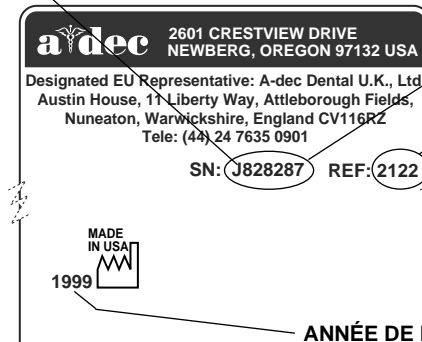 a dec 2601 CRESTVIEW DRIVE
NEWBERG, OREGON 97132 USA
Designated EU Representative: A-dec Dental U.K., Ltd
Austin House, 11 Liberty Way, Attleborough Fields,
Nuneaton, Warwickshire, England CV116RZ
Tele: (44) 24 7635 0901
SN: J828287 REF: 2122
MADE
IN USA
1999
ANNÉE DE